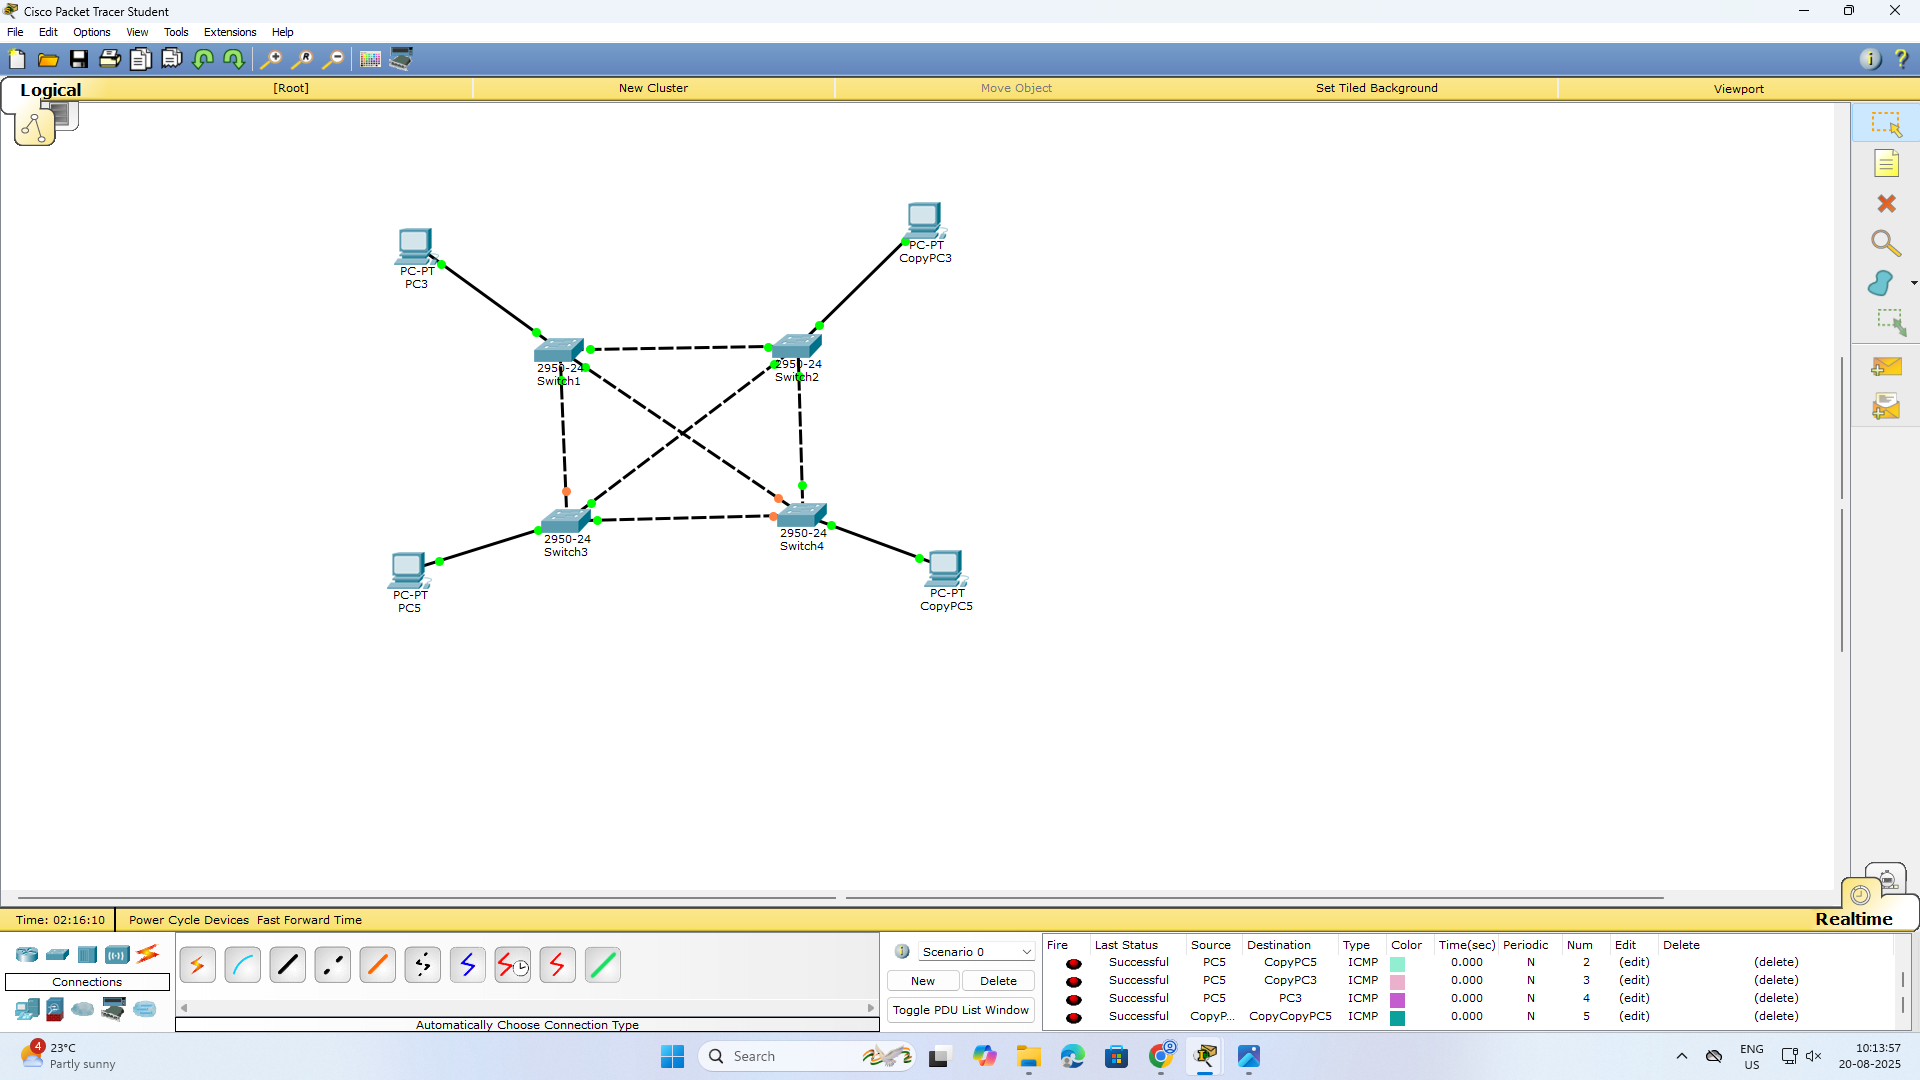 Cisco Packet Tracer Student
File Edit Options View Tools Extensions Help
Logical [Root] New Cluster Move Object Set Tiled Background Viewport
PC-PT
CopyPC3
PC-PT
PC3
2950-24
Switch1
2950-24
Switch2
2950-24
Switch3
2950-24
Switch4
PC-PT
PC5
PC-PT
CopyPC5
Realtime
Time: 02:16:10 Power Cycle Devices Fast Forward Time
Connections
Automatically Choose Connection Type
Scenario 0
New Delete
Toggle PDU List Window
Fire Last Status Source Destination Type Color Time(sec) Periodic Num Edit Delete
Successful PC5 CopyPC5 ICMP 0.000 N 2 (edit) (delete)
Successful PC5 CopyPC3 ICMP 0.000 N 3 (edit) (delete)
Successful PC5 PC3 ICMP 0.000 N 4 (edit) (delete)
Successful CopyP... CopyCopyPC5 ICMP 0.000 N 5 (edit) (delete)
4
23°C
Partly sunny
Search
ENG
US
10:13:57
20-08-2025